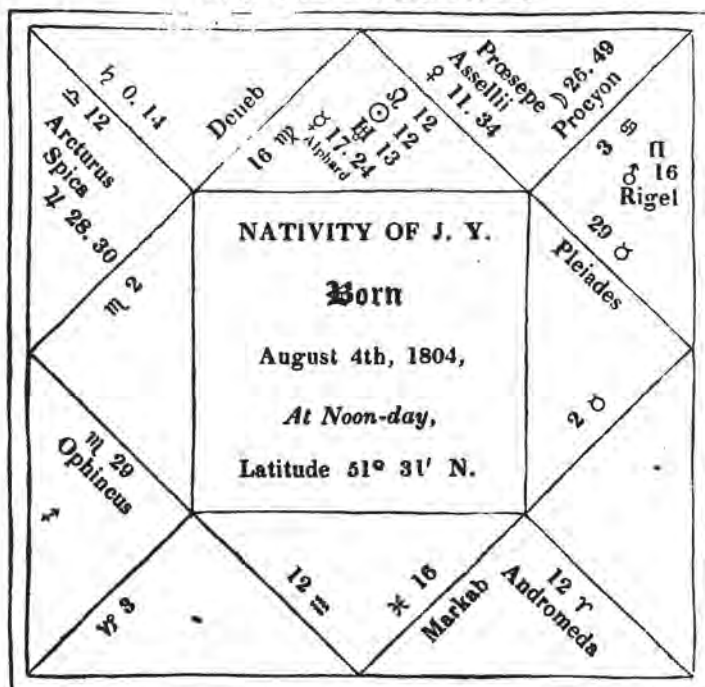 ♄ 0. 14
♎ 12
Arcturus
Spica
♃ 28. 30
Deneb
16 ♍
☿ 17. 24
Alphard
♅ 13
☉ 12
♌ 12
Præsepe
Assellii
♀ 11. 34
☽ 26. 49
Procyon
3 ♋
♊
♂ 16
Rigel
29 ♉
Pleiades
♏ 2
NATIVITY OF J. Y.
Born
August 4th, 1804,
At Noon-day,
Latitude 51° 31′ N.
2 ♉
♏ 29
Ophincus
♐
♑ 3
12 ♒
♓ 16
Markab
12 ♈
Andromeda